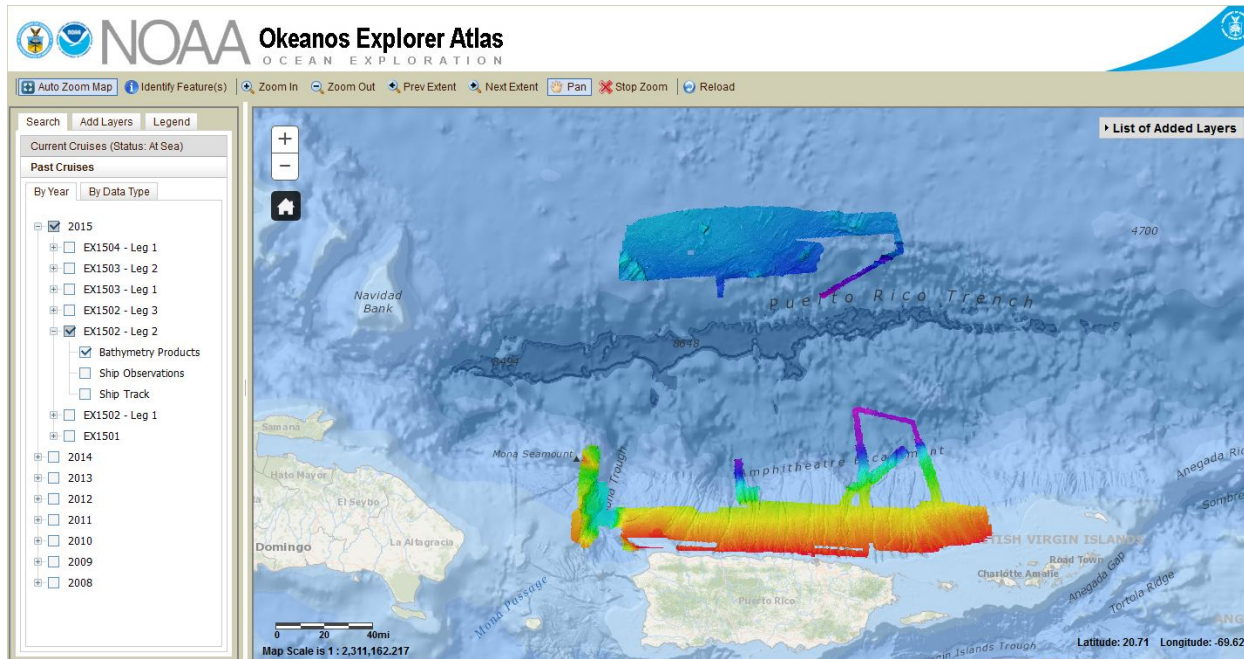 NOAA Okeanos Explorer Atlas
OCEAN EXPLORATION
Auto Zoom Map Identify Feature(s) Zoom In Zoom Out Prev Extent Next Extent Pan Stop Zoom Reload
Search Add Layers Legend
Current Cruises (Status: At Sea)
Past Cruises
By Year By Data Type
2015
EX1504 - Leg 1
EX1503 - Leg 2
EX1503 - Leg 1
EX1502 - Leg 3
EX1502 - Leg 2
Bathymetry Products
Ship Observations
Ship Track
EX1502 - Leg 1
EX1501
2014
2013
2012
2011
2010
2009
2008
+
−
List of Added Layers
4700
Navidad
Bank
Puerto Rico Trench
8648
8494
Samana
Mona Seamount
Hato Mayor
El Seybo
La Altagracia
Domingo
Mona Passage
Puerto Rico
Anegada
Road Town
Charlotte Amalie
Anegada Gap
Tortola Ridge
0 20 40mi
Map Scale is 1 : 2,311,162.217
Latitude: 20.71 Longitude: -69.62